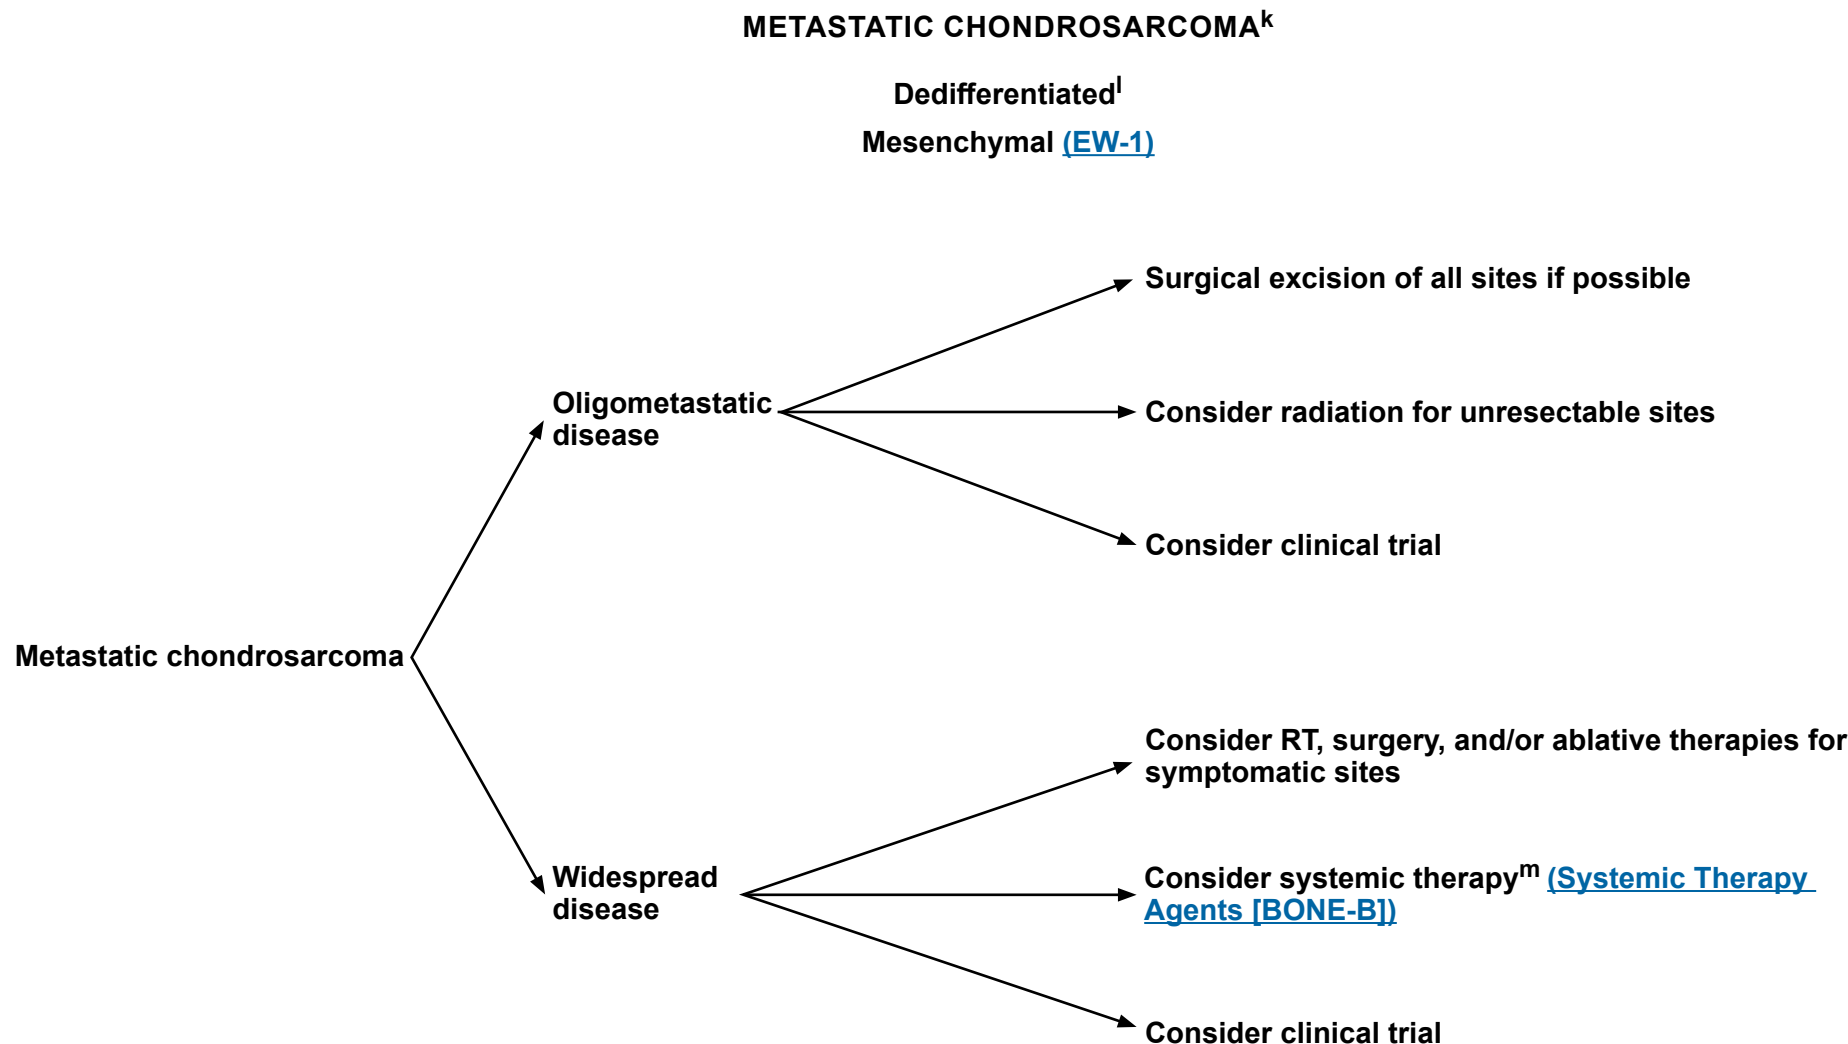 METASTATIC CHONDROSARCOMAk
Dedifferentiatedl
Mesenchymal (EW-1)
Surgical excision of all sites if possible
Oligometastatic
disease
Consider radiation for unresectable sites
Consider clinical trial
Metastatic chondrosarcoma
Consider RT, surgery, and/or ablative therapies for
symptomatic sites
Widespread
disease
Consider systemic therapym (Systemic Therapy
Agents [BONE-B])
Consider clinical trial